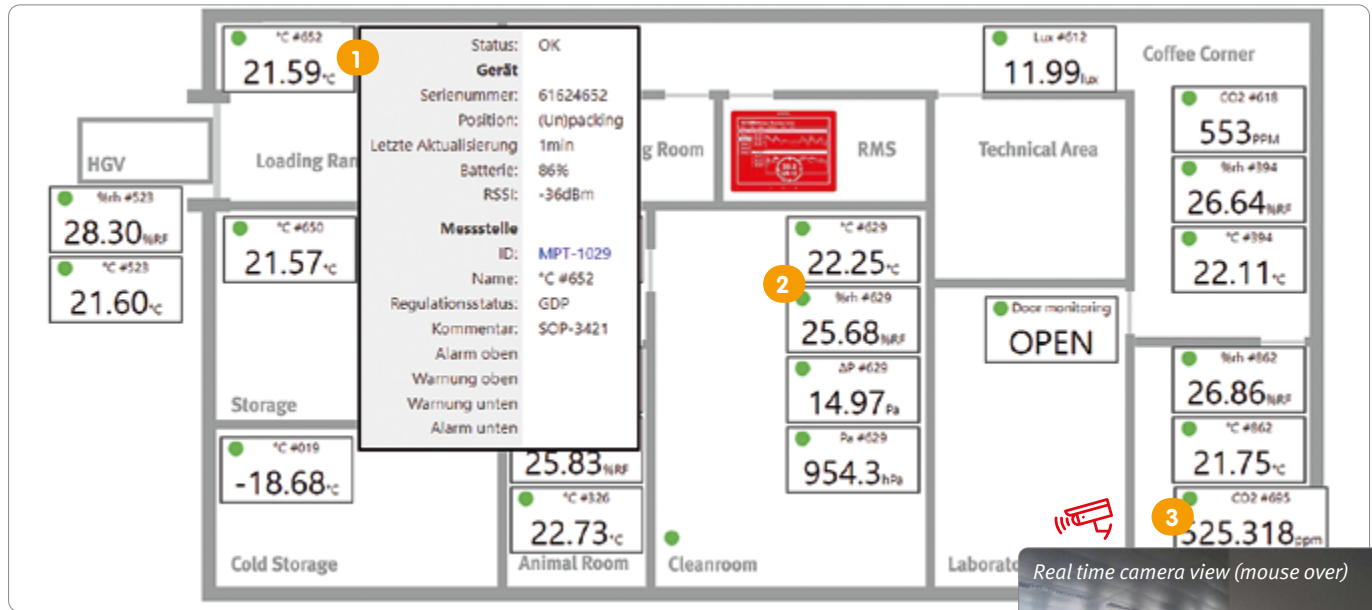 °C #652
21.59°C
1
Status: OK
Gerät
Serienummer: 61624652
Position: (Un)packing
Letzte Aktualisierung 1min
Batterie: 86%
RSSI: -36dBm
Messstelle
ID: MPT-1029
Name: °C #652
Regulationsstatus: GDP
Kommentar: SOP-3421
Alarm oben
Warnung oben
Warnung unten
Alarm unten
Lux #612
11.99lux
Coffee Corner
CO2 #618
553PPM
%rh #394
26.64%RF
°C #394
22.11°C
HGV
Loading Ran
g Room
RMS
Technical Area
%rh #523
28.30%RF
°C #523
21.60°C
°C #650
21.57°C
Storage
°C #629
22.25°C
2
%rh #629
25.68%RF
ΔP #629
14.97Pa
Pa #629
954.3hPa
Door monitoring
OPEN
%rh #862
26.86%RF
°C #862
21.75°C
3
CO2 #695
525.318ppm
°C #019
-18.68°C
25.83%RF
°C #326
22.73°C
Cold Storage
Animal Room
Cleanroom
Laborato
Real time camera view (mouse over)